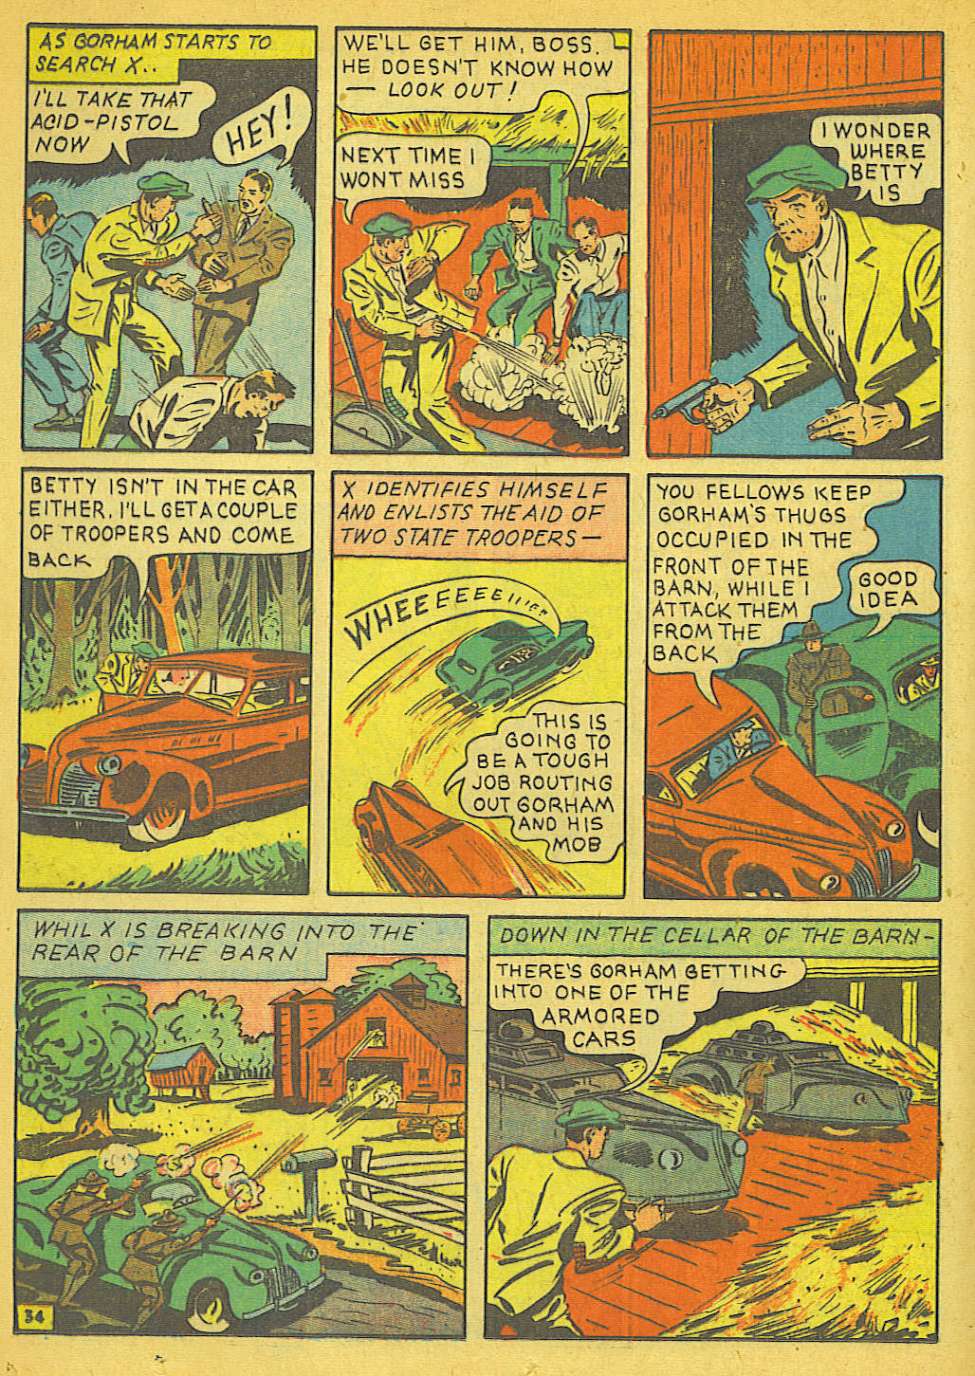 AS GORHAM STARTS TO
SEARCH X..
I'LL TAKE THAT
ACID-PISTOL
NOW
HEY!
WE'LL GET HIM, BOSS.
HE DOESN'T KNOW HOW
— LOOK OUT!
NEXT TIME I
WONT MISS
I WONDER
WHERE
BETTY
IS
BETTY ISN'T IN THE CAR
EITHER. I'LL GET A COUPLE
OF TROOPERS AND COME
BACK
X IDENTIFIES HIMSELF
AND ENLISTS THE AID OF
TWO STATE TROOPERS—
WHEEEEEEEIIIER
THIS IS
GOING TO
BE A TOUGH
JOB ROUTING
OUT GORHAM
AND HIS
MOB
YOU FELLOWS KEEP
GORHAM'S THUGS
OCCUPIED IN THE
FRONT OF THE
BARN, WHILE I
ATTACK THEM
FROM THE
BACK
GOOD
IDEA
WHIL X IS BREAKING INTO THE
REAR OF THE BARN
DOWN IN THE CELLAR OF THE BARN-
THERE'S GORHAM GETTING
INTO ONE OF THE
ARMORED
CARS
34